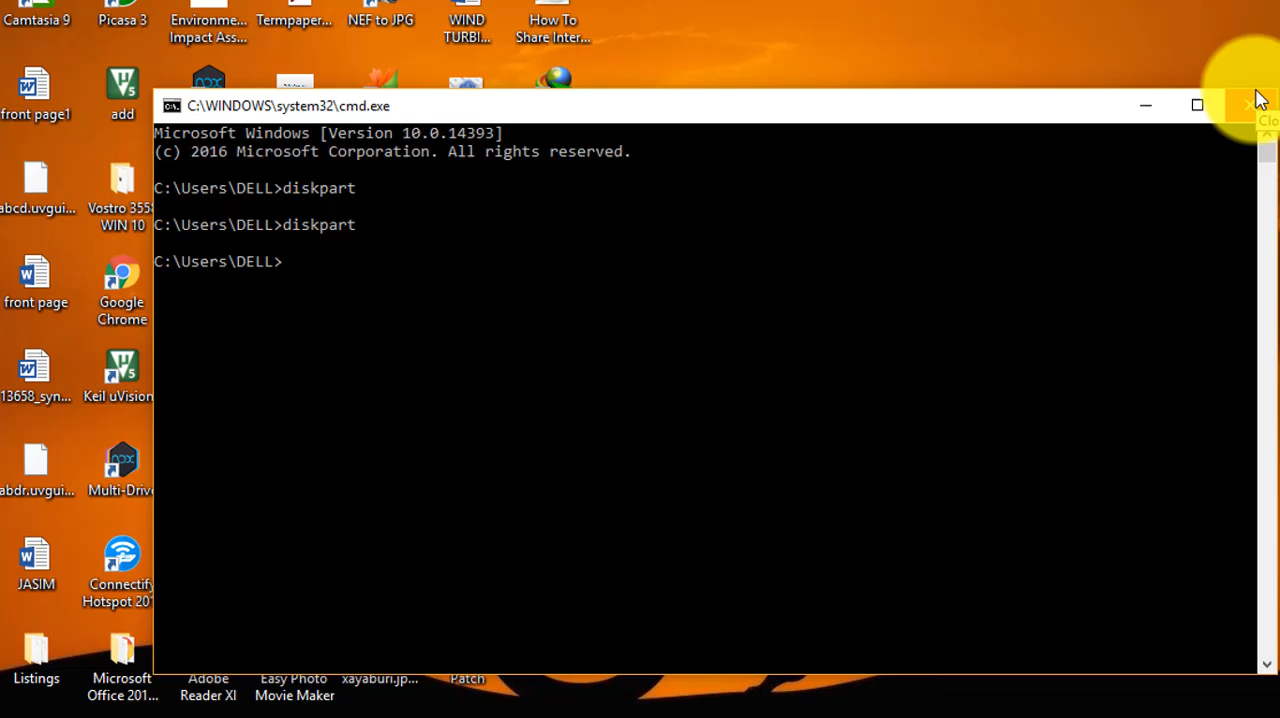 Camtasia 9
Picasa 3
Environme...
Impact Ass...
Termpaper...
NEF to JPG
WIND
TURBI...
How To
Share Inter...
front page1
add
C:\WINDOWS\system32\cmd.exe
Clo
Microsoft Windows [Version 10.0.14393]
(c) 2016 Microsoft Corporation. All rights reserved.
C:\Users\DELL>diskpart
C:\Users\DELL>diskpart
C:\Users\DELL>
abcd.uvgui...
Vostro 3558
WIN 10
front page
Google
Chrome
13658_syn...
Keil uVision
abdr.uvgui...
Multi-Driv
JASIM
Connectify
Hotspot 201
Listings
Microsoft
Office 201...
Adobe
Reader XI
Easy Photo
Movie Maker
xayaburi.jp...
Patch